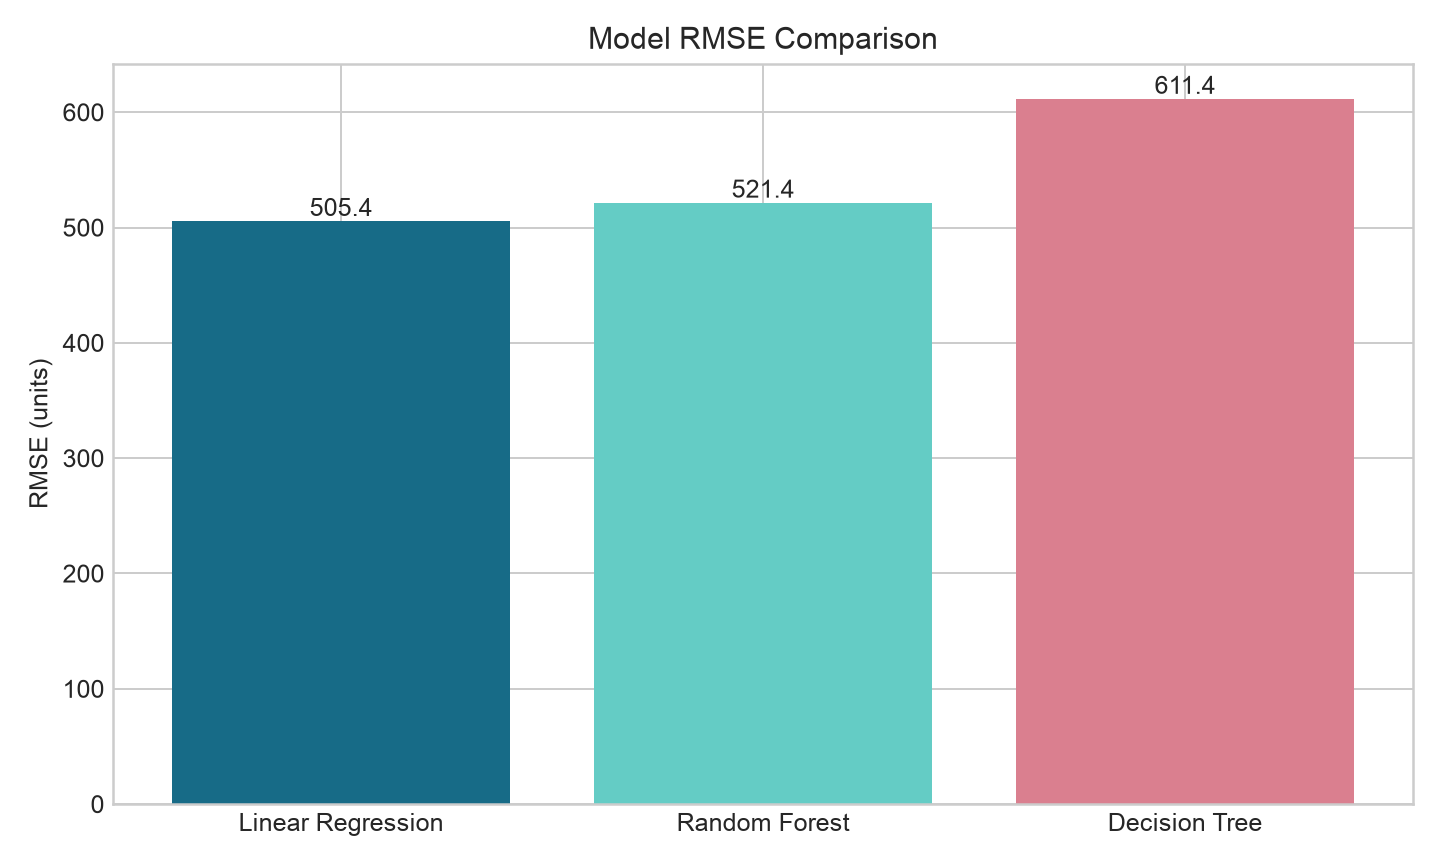 Model RMSE Comparison
RMSE (units)
600
500
400
300
200
100
0
505.4
521.4
611.4
Linear Regression
Random Forest
Decision Tree